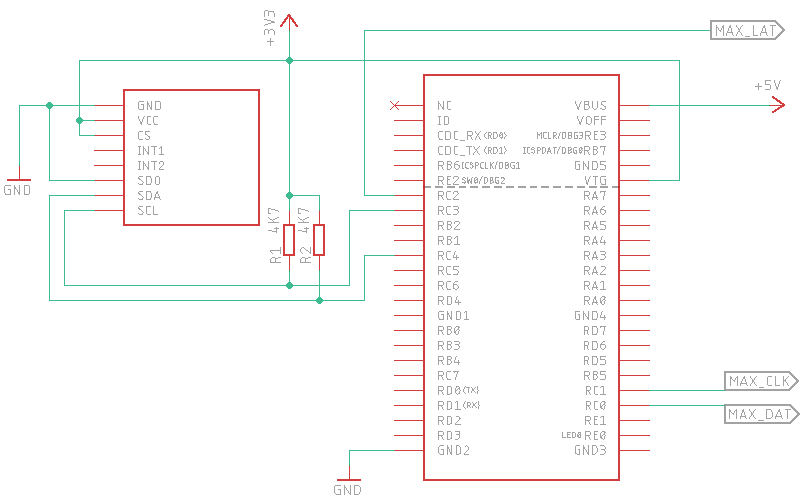 +3V3
MAX_LAT
+5V
GND
VCC
CS
INT1
INT2
SDO
SDA
SCL
GND
R1 4K7
R2 4K7
NC
ID
CDC_RX(RD0)
CDC_TX(RD1)
RB6 ICSPCLK/DBG1
RE2 SW0/DBG2
RC2
RC3
RB2
RB1
RC4
RC5
RC6
RD4
GND1
RB0
RB3
RB4
RC7
RD0(TX)
RD1(RX)
RD2
RD3
GND2
VBUS
VOFF
MCLR/DBG3 RE3
ICSPDAT/DBG0 RB7
GND5
VTG
RA7
RA6
RA5
RA4
RA3
RA2
RA1
RA0
GND4
RD7
RD6
RD5
RB5
RC1
RC0
RE1
LED0 RE0
GND3
MAX_CLK
MAX_DAT
GND